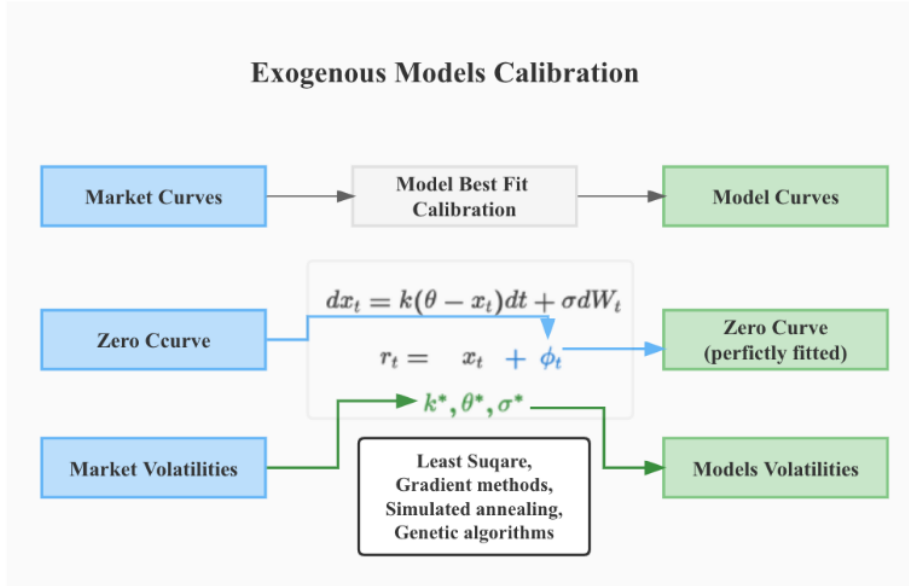 Exogenous Models Calibration
Market Curves
Model Best Fit
Calibration
Model Curves
dx_t = k(θ − x_t)dt + σdW_t
Zero Ccurve
r_t = x_t + ϕ_t
Zero Curve
(perfictly fitted)
k*, θ*, σ*
Market Volatilities
Least Suqare,
Gradient methods,
Simulated annealing,
Genetic algorithms
Models Volatilities